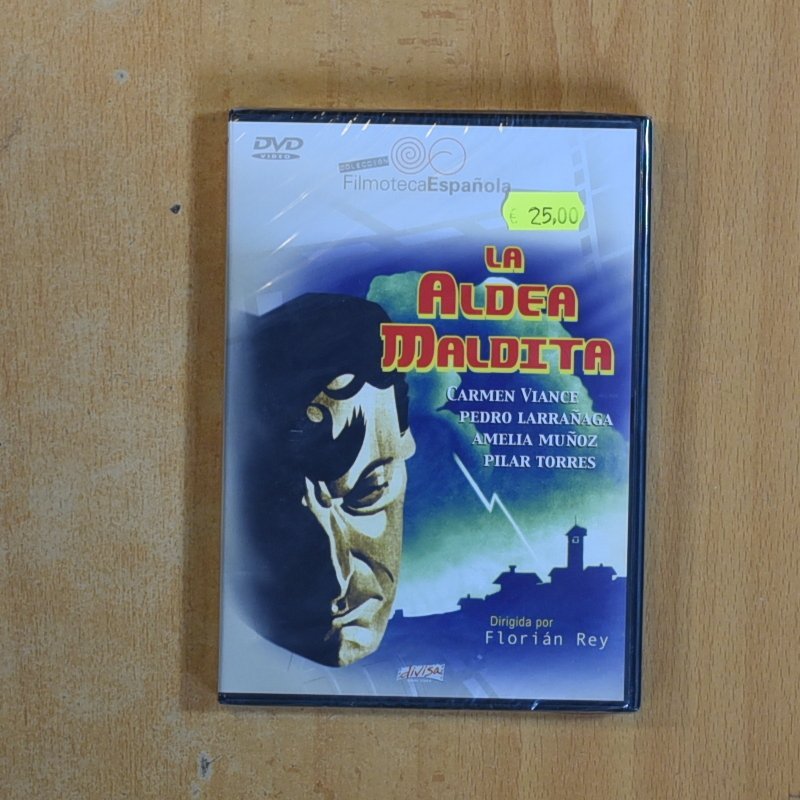 DVD
VIDEO
COLECCIÓN
FilmotecaEspañola
€ 25,00
LA
ALDEA
MALDITA
CARMEN VIANCE
PEDRO LARRAÑAGA
AMELIA MUÑOZ
PILAR TORRES
Dirigida por
Florián Rey
divisa